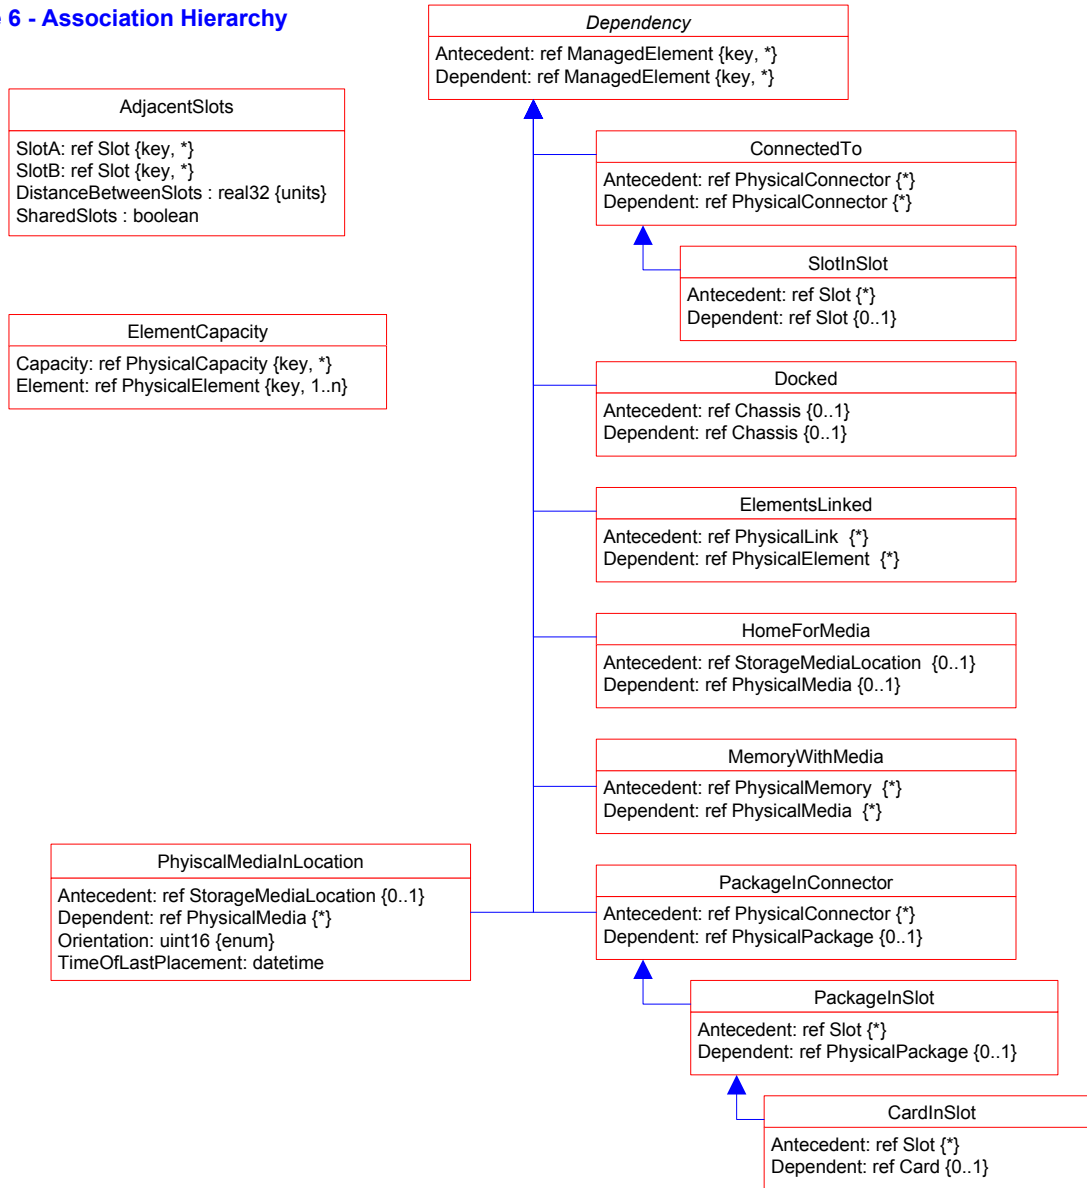 e 6 - Association Hierarchy
Dependency
Antecedent: ref ManagedElement {key, *}
Dependent: ref ManagedElement {key, *}
AdjacentSlots
SlotA: ref Slot {key, *}
SlotB: ref Slot {key, *}
DistanceBetweenSlots : real32 {units}
SharedSlots : boolean
ConnectedTo
Antecedent: ref PhysicalConnector {*}
Dependent: ref PhysicalConnector {*}
SlotInSlot
Antecedent: ref Slot {*}
Dependent: ref Slot {0..1}
ElementCapacity
Capacity: ref PhysicalCapacity {key, *}
Element: ref PhysicalElement {key, 1..n}
Docked
Antecedent: ref Chassis {0..1}
Dependent: ref Chassis {0..1}
ElementsLinked
Antecedent: ref PhysicalLink {*}
Dependent: ref PhysicalElement {*}
HomeForMedia
Antecedent: ref StorageMediaLocation {0..1}
Dependent: ref PhysicalMedia {0..1}
MemoryWithMedia
Antecedent: ref PhysicalMemory {*}
Dependent: ref PhysicalMedia {*}
PhyiscalMediaInLocation
Antecedent: ref StorageMediaLocation {0..1}
Dependent: ref PhysicalMedia {*}
Orientation: uint16 {enum}
TimeOfLastPlacement: datetime
PackageInConnector
Antecedent: ref PhysicalConnector {*}
Dependent: ref PhysicalPackage {0..1}
PackageInSlot
Antecedent: ref Slot {*}
Dependent: ref PhysicalPackage {0..1}
CardInSlot
Antecedent: ref Slot {*}
Dependent: ref Card {0..1}